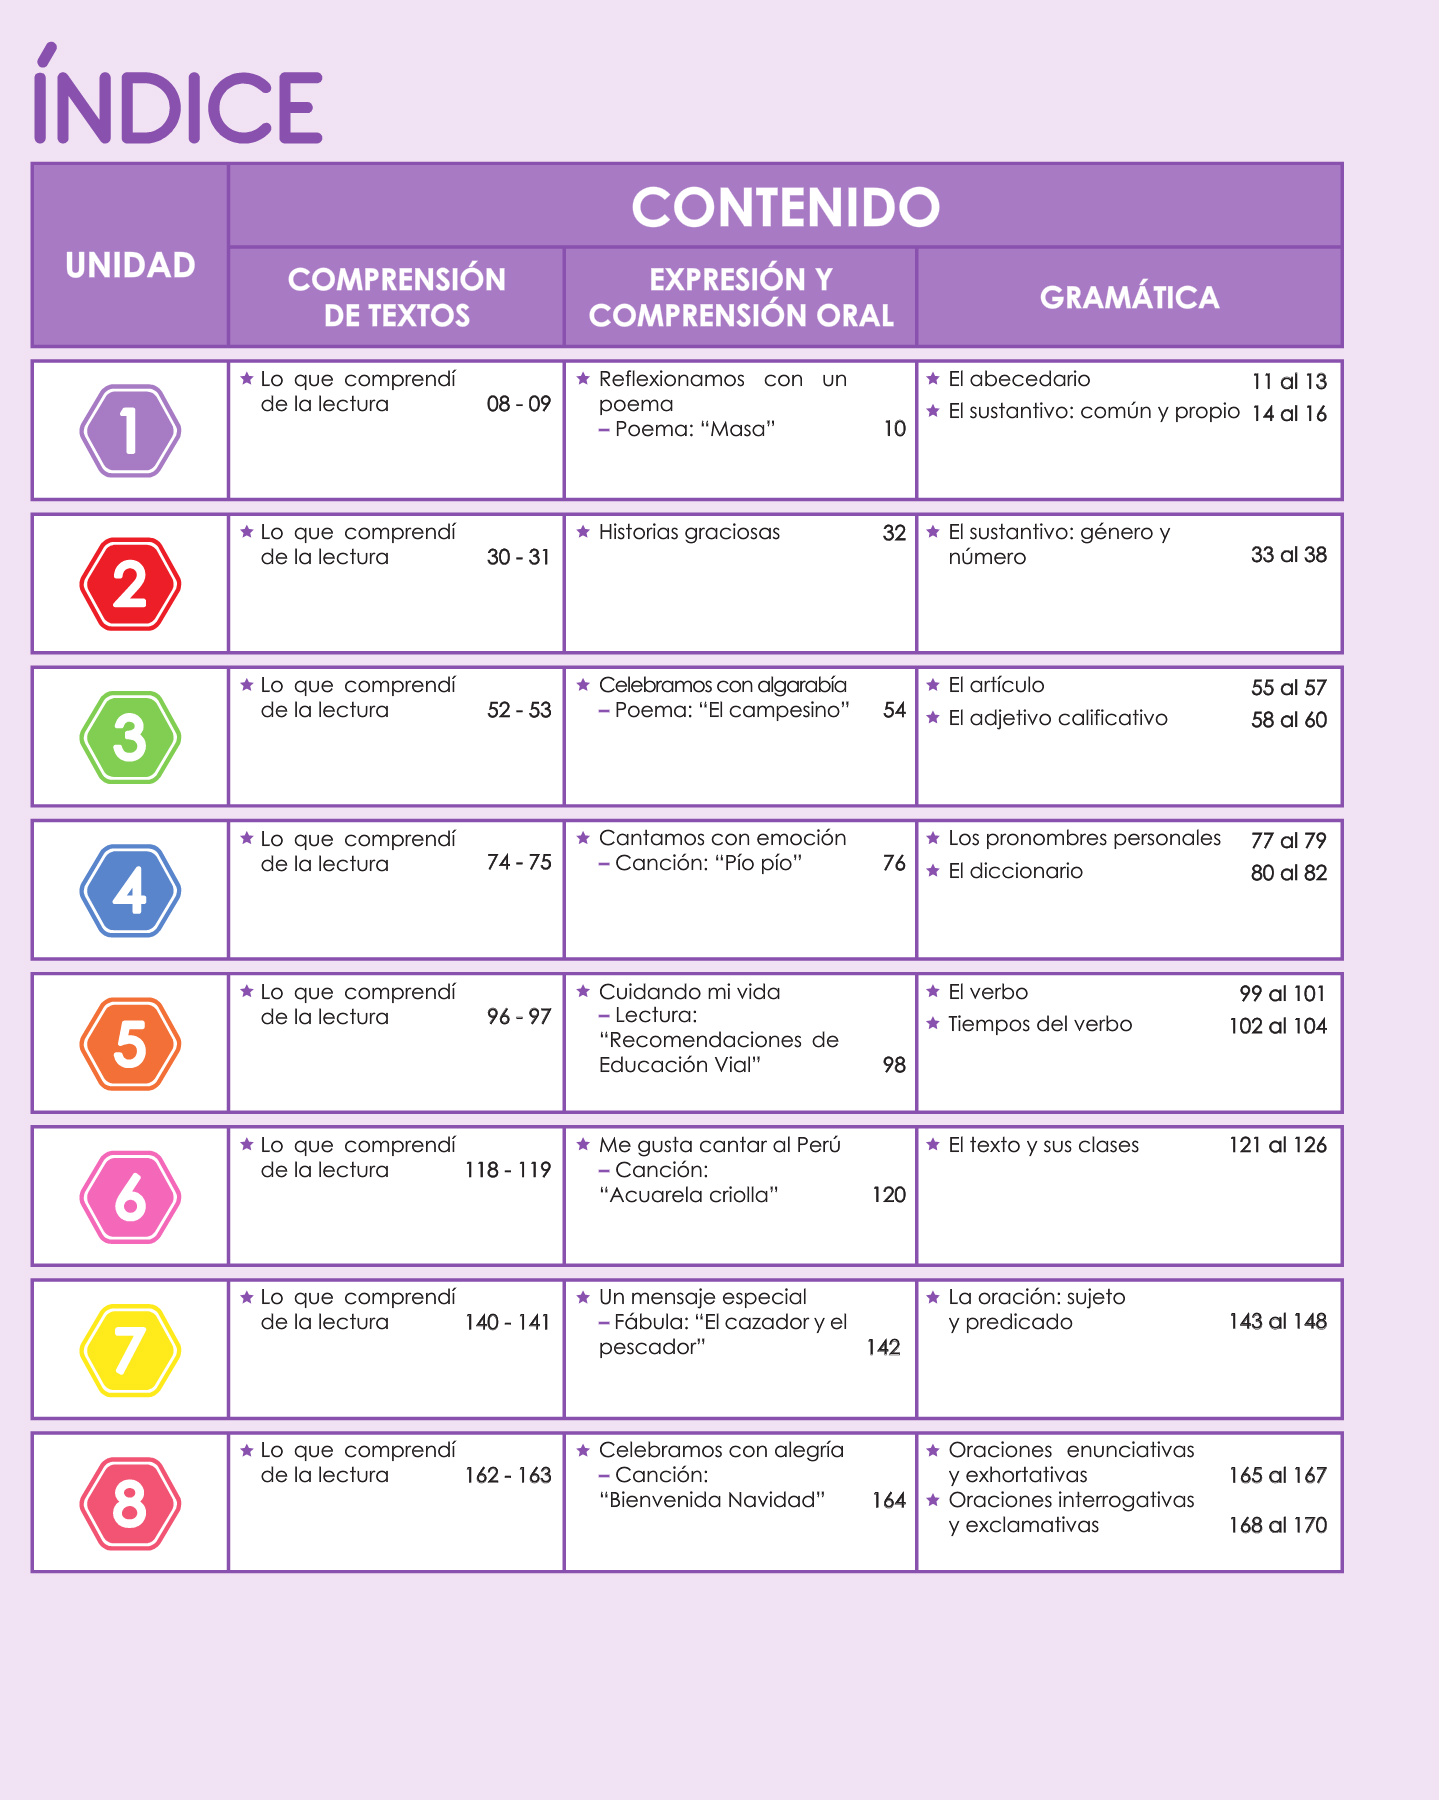 ÍNDICE
UNIDAD
CONTENIDO
COMPRENSIÓN
DE TEXTOS
EXPRESIÓN Y
COMPRENSIÓN ORAL
GRAMÁTICA
1
Lo que comprendí
de la lectura 08 - 09
Reflexionamos con un
poema
– Poema: “Masa” 10
El abecedario 11 al 13
El sustantivo: común y propio 14 al 16
2
Lo que comprendí
de la lectura 30 - 31
Historias graciosas 32
El sustantivo: género y
número 33 al 38
3
Lo que comprendí
de la lectura 52 - 53
Celebramos con algarabía
– Poema: “El campesino” 54
El artículo 55 al 57
El adjetivo calificativo 58 al 60
4
Lo que comprendí
de la lectura 74 - 75
Cantamos con emoción
– Canción: “Pío pío” 76
Los pronombres personales 77 al 79
El diccionario 80 al 82
5
Lo que comprendí
de la lectura 96 - 97
Cuidando mi vida
– Lectura:
“Recomendaciones de
Educación Vial” 98
El verbo 99 al 101
Tiempos del verbo 102 al 104
6
Lo que comprendí
de la lectura 118 - 119
Me gusta cantar al Perú
– Canción:
“Acuarela criolla” 120
El texto y sus clases 121 al 126
7
Lo que comprendí
de la lectura 140 - 141
Un mensaje especial
– Fábula: “El cazador y el
pescador” 142
La oración: sujeto
y predicado 143 al 148
8
Lo que comprendí
de la lectura 162 - 163
Celebramos con alegría
– Canción:
“Bienvenida Navidad” 164
Oraciones enunciativas
y exhortativas 165 al 167
Oraciones interrogativas
y exclamativas 168 al 170